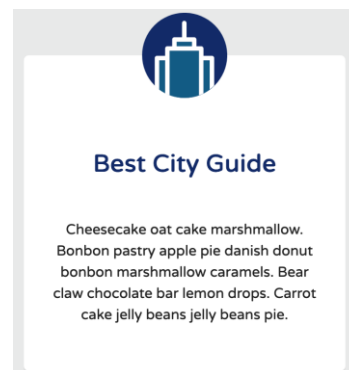 Best City Guide
Cheesecake oat cake marshmallow.
Bonbon pastry apple pie danish donut
bonbon marshmallow caramels. Bear
claw chocolate bar lemon drops. Carrot
cake jelly beans jelly beans pie.